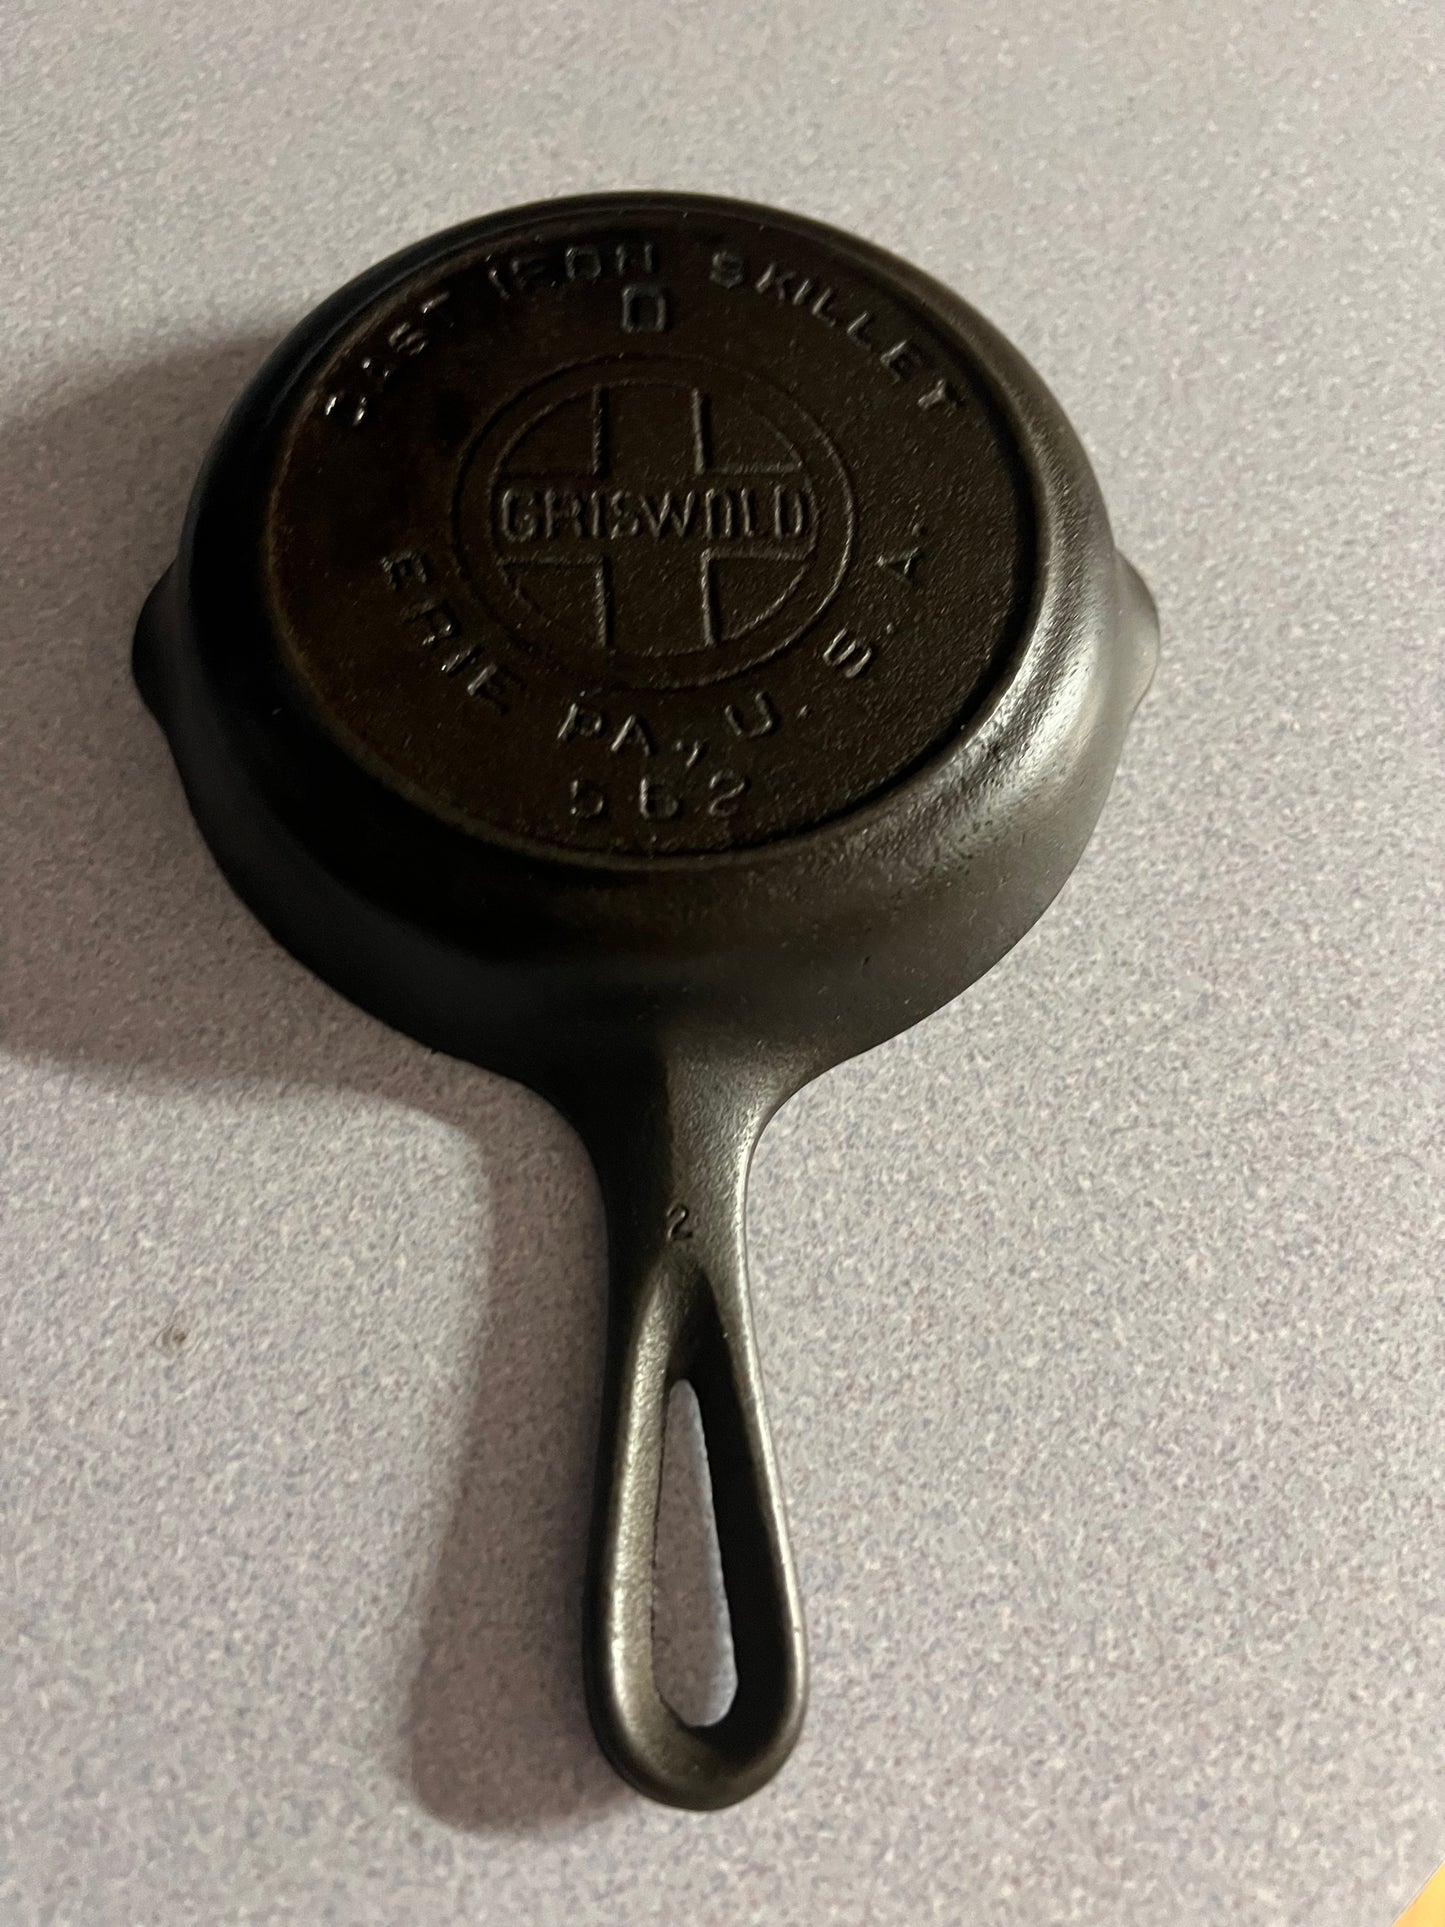 CAST IRON SKILLET
0
GRISWOLD
ERIE PA., U. S. A.
562
2